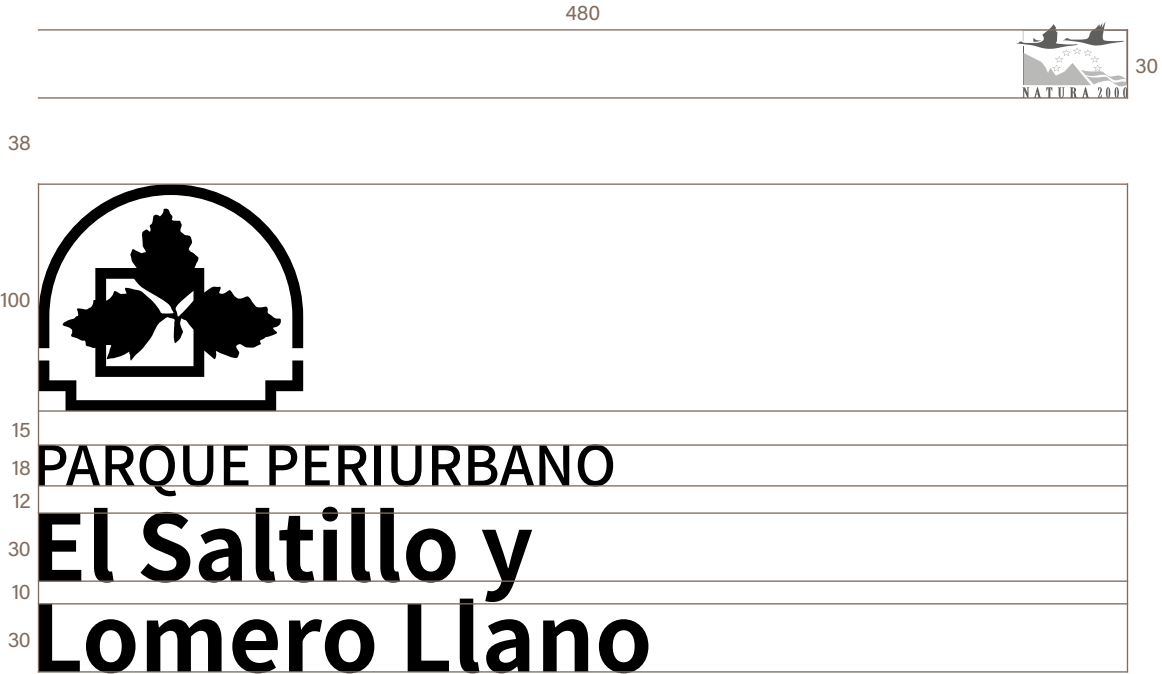 480
30
NATURA 2000
38
100
15
PARQUE PERIURBANO
18
12
El Saltillo y
30
10
Lomero Llano
30